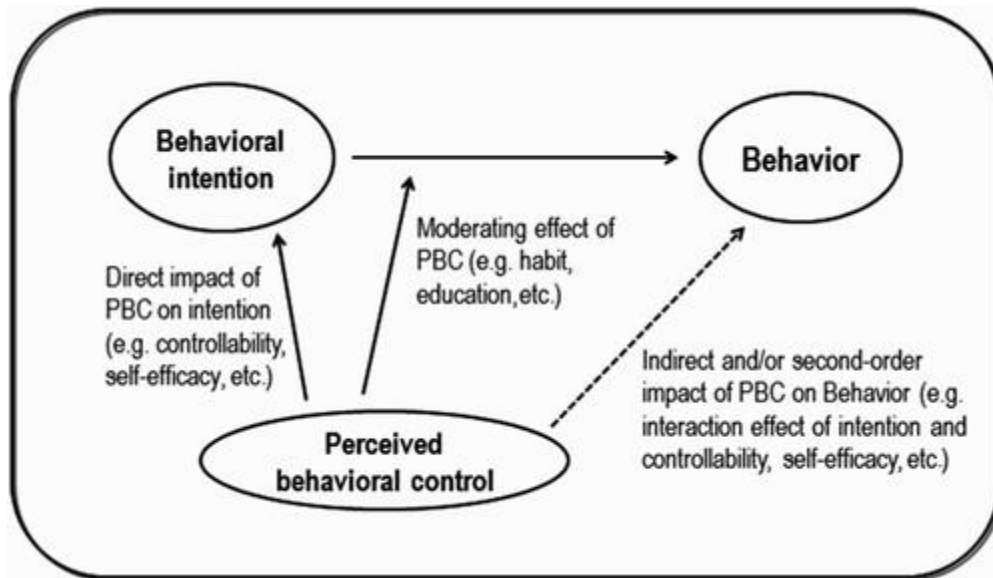 Behavioral
intention
Behavior
Moderating effect of
PBC (e.g. habit,
education,etc.)
Direct impact of
PBC on intention
(e.g. controllability,
self-efficacy, etc.)
Indirect and/or second-order
impact of PBC on Behavior (e.g.
interaction effect of intention and
controllability, self-efficacy, etc.)
Perceived
behavioral control